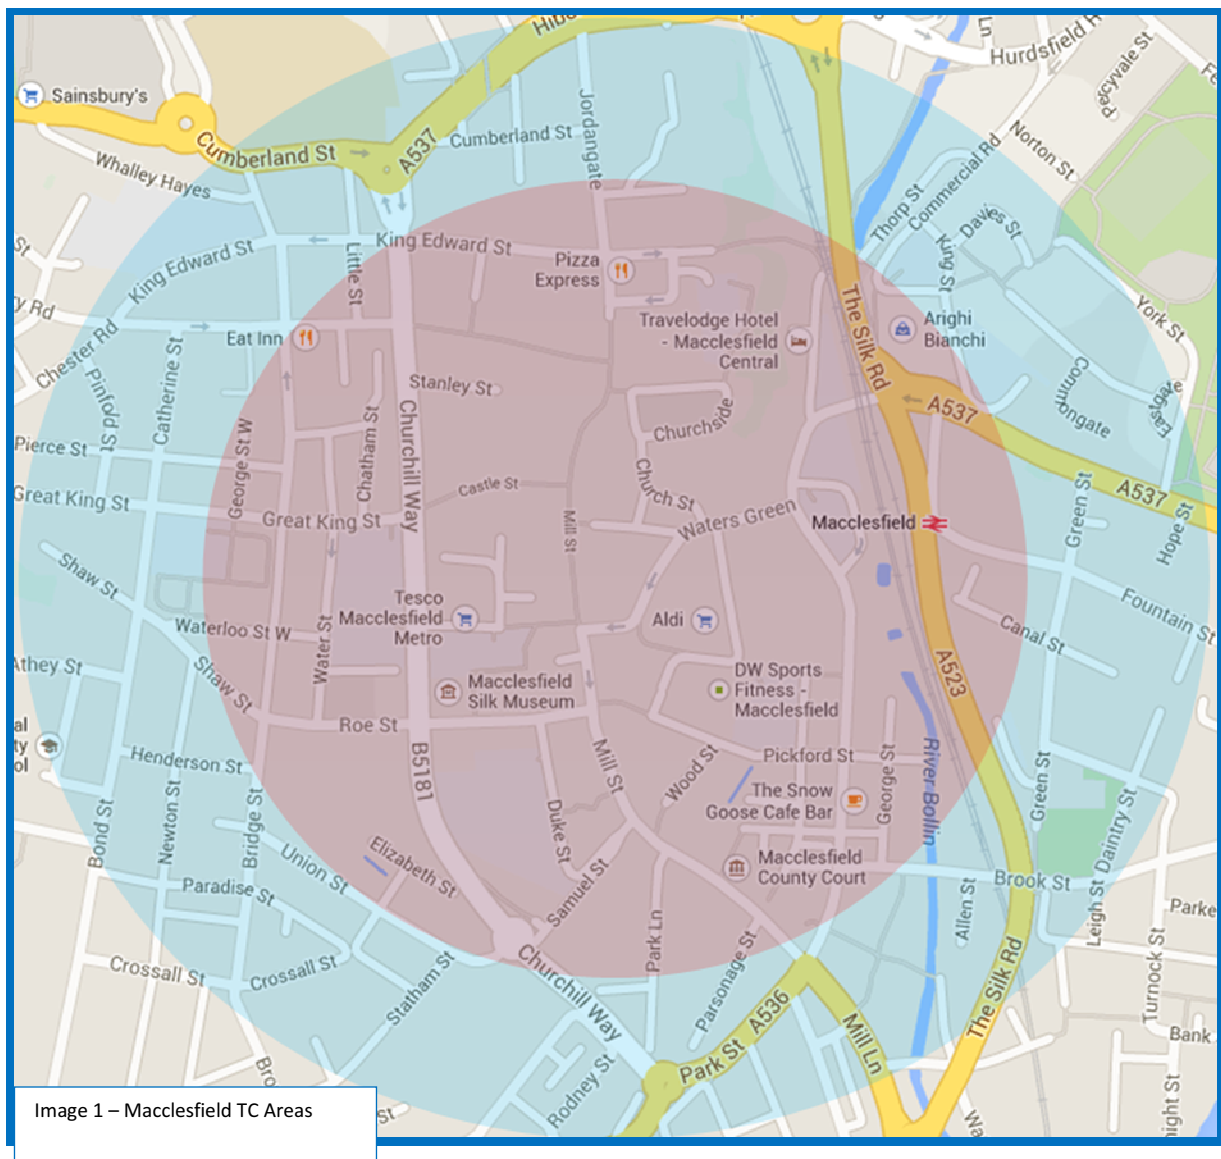 Hurdsfield
Percyvale St
Sainsbury's
Jordangate
Cumberland St
A537
Cumberland St
Whalley Hayes
Norton St
Commercial Rd
Thorp St
Davies St
King St
King Edward St
King Edward St
Little St
Pizza
Express
York St
Travelodge Hotel
- Macclesfield
Central
Arighi
Bianchi
The Silk Rd
Eat Inn
Chester Rd
Pinfold St
Catherine St
Stanley St
A537
Eastgate
Churchside
Chatham St
Churchill Way
George St W
Pierce St
Great King St
Great King St
Castle St
Church St
Mill St
Waters Green
Macclesfield
A537
Green St
Hope St
Shaw St
Fountain St
Tesco
Macclesfield
Metro
Aldi
Canal St
Waterloo St W
Water St
Athey St
Shaw St
A523
Macclesfield
Silk Museum
DW Sports
Fitness -
Macclesfield
Roe St
B5181
Mill St
Wood St
Pickford St
George St
River Bollin
Henderson St
The Snow
Goose Cafe Bar
Green St
Daintry St
Bond St
Newton St
Bridge St
Duke St
Union St
Elizabeth St
Samuel St
Macclesfield
County Court
Brook St
Paradise St
Allen St
Leigh St
Parke
Park Ln
Parsonage St
Crossall St
Crossall St
Statham St
Churchill Way
The Silk Rd
Turnock St
A536
Park St
Mill Ln
Bank
Rodney St
Image 1 – Macclesfield TC Areas